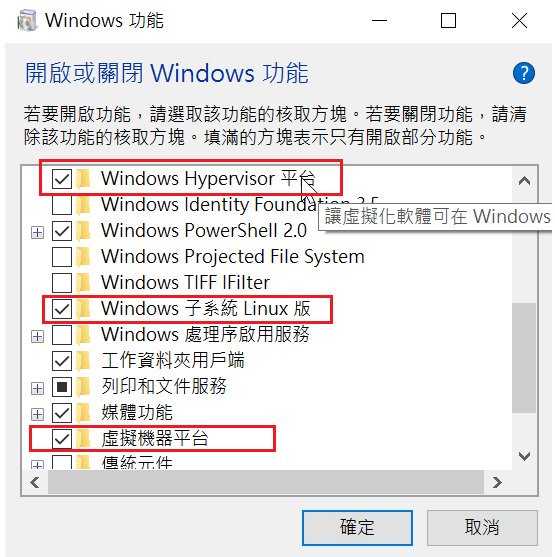 Windows 功能
開啟或關閉 Windows 功能
?
若要開啟功能，請選取該功能的核取方塊。若要關閉功能，請清
除該功能的核取方塊。填滿的方塊表示只有開啟部分功能。
Windows Hypervisor 平台
Windows Identity Foundation 3.5
讓虛擬化軟體可在 Windows
Windows PowerShell 2.0
Windows Projected File System
Windows TIFF IFilter
Windows 子系統 Linux 版
Windows 處理序啟用服務
工作資料夾用戶端
列印和文件服務
媒體功能
虛擬機器平台
傳統元件
確定
取消